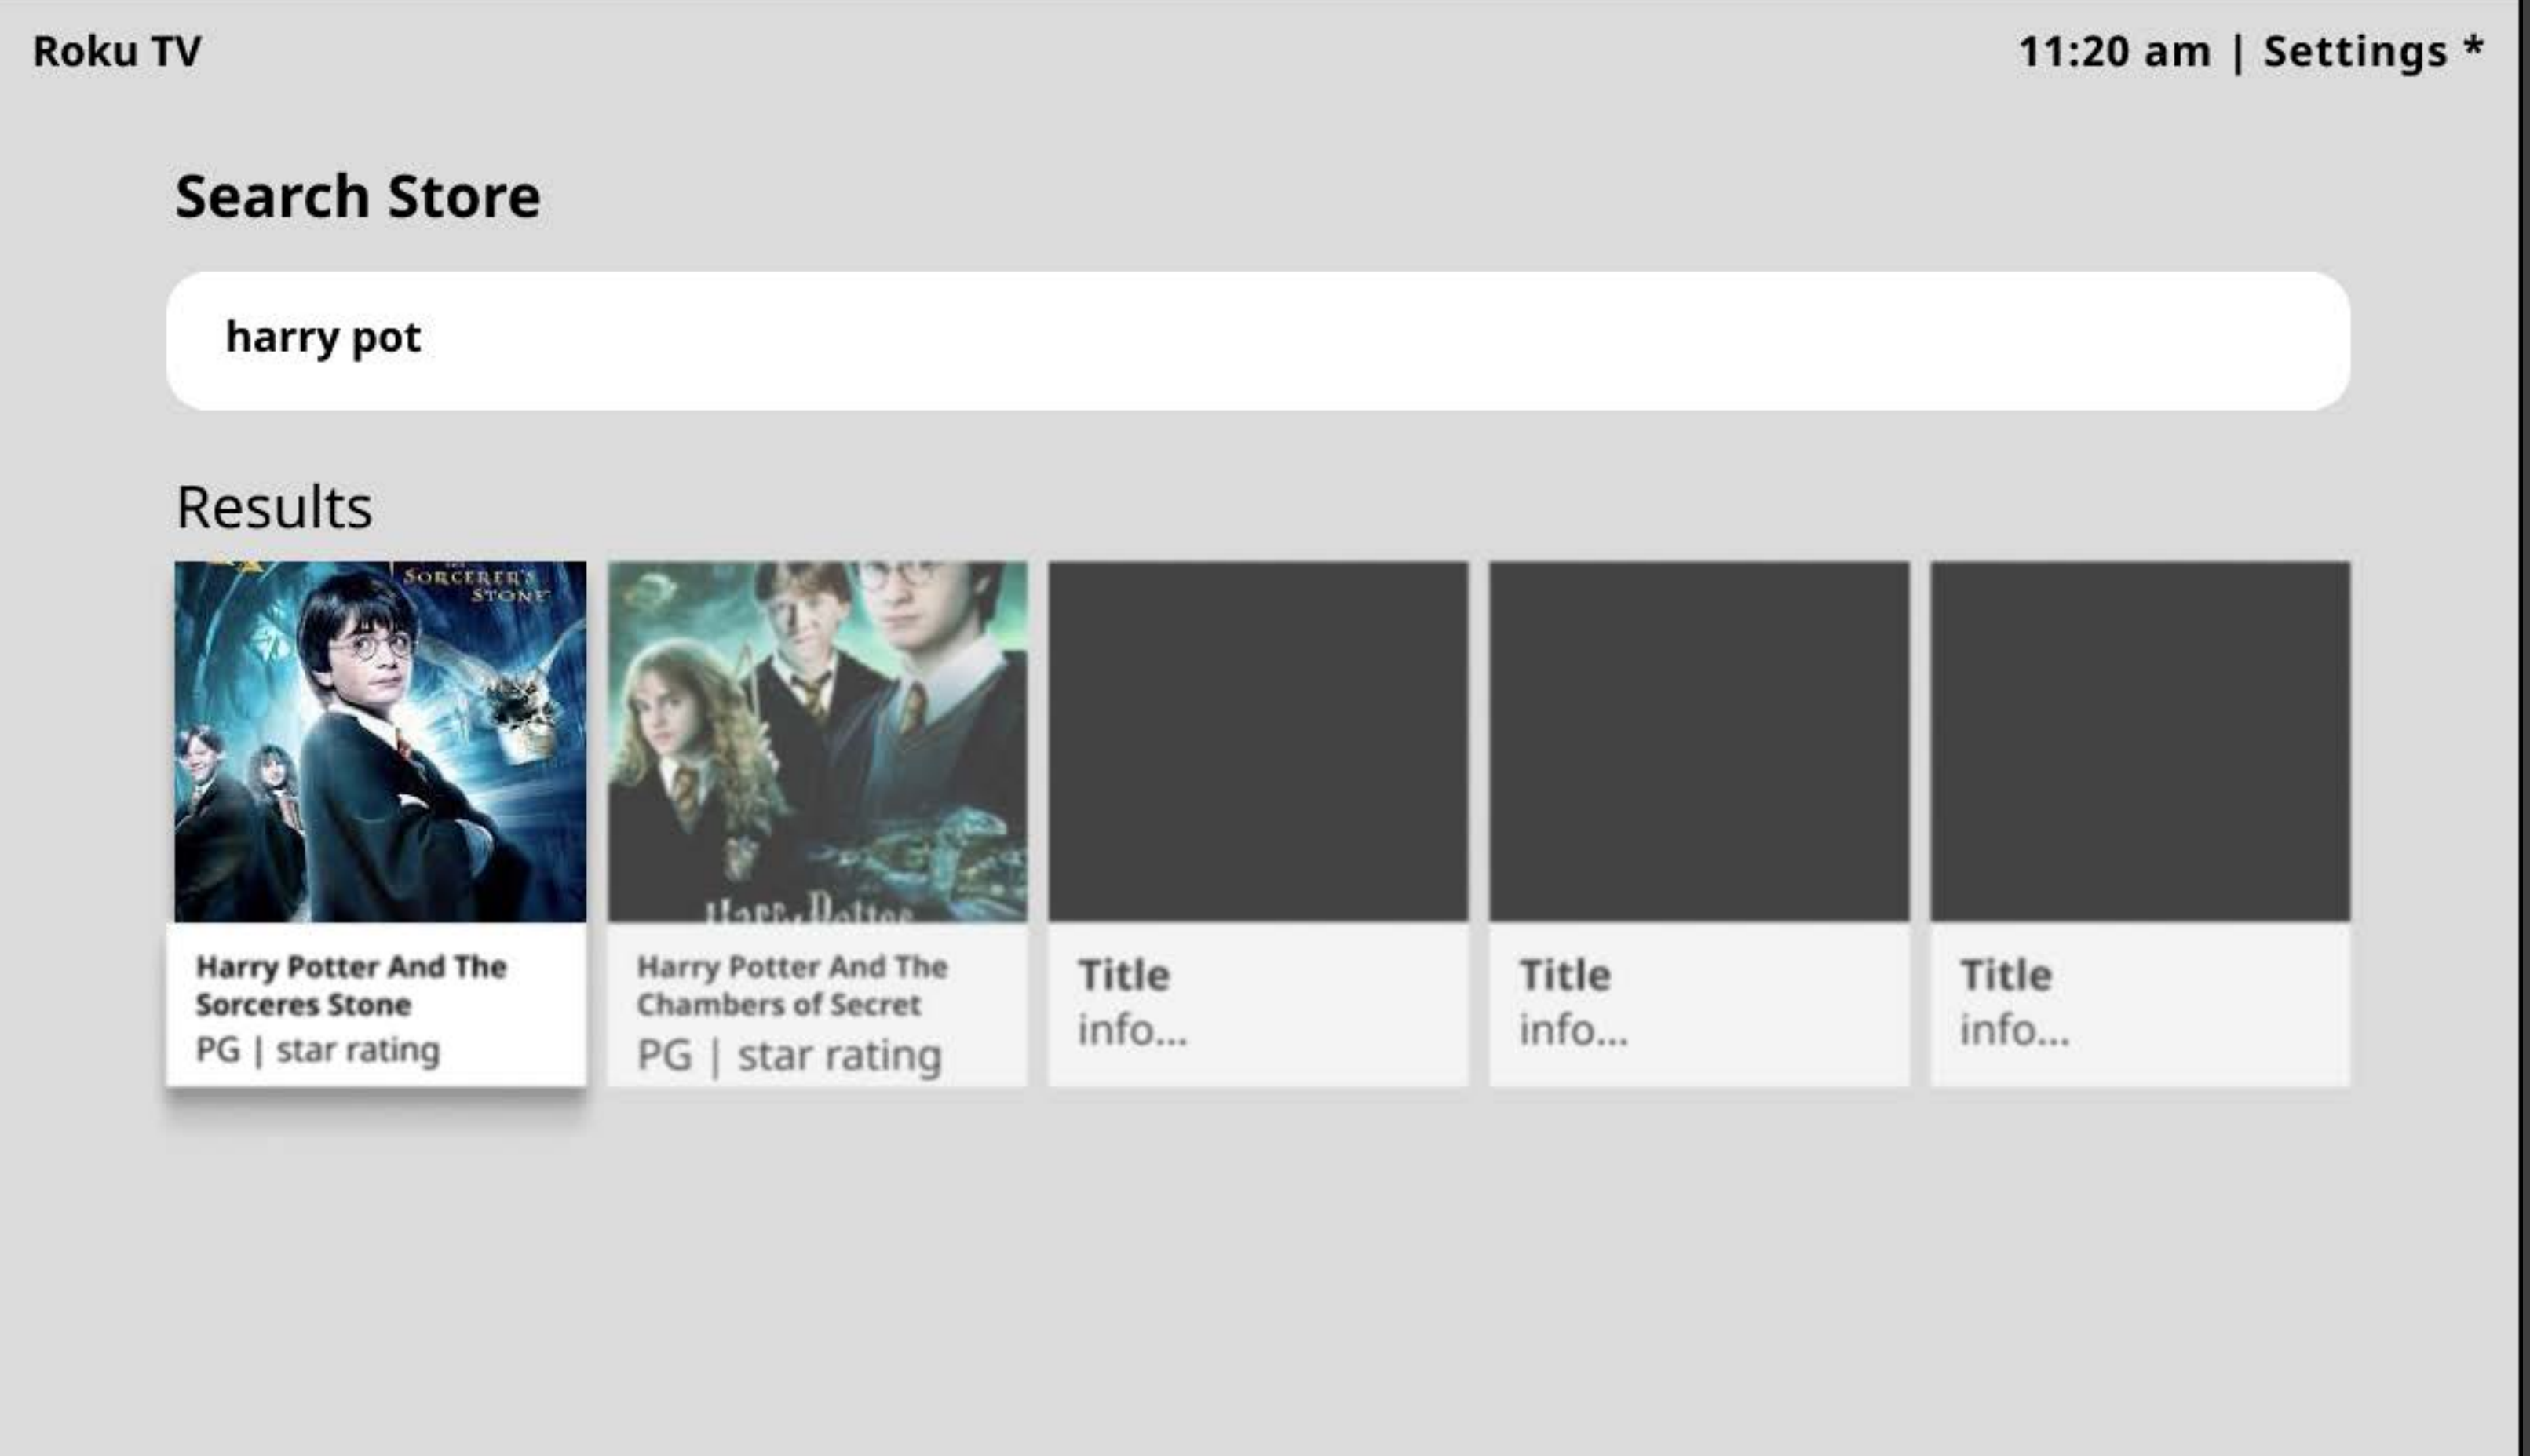 Roku TV
11:20 am | Settings *
Search Store
harry pot
Results
SORCERER'S
STONE
Harry Potter
Harry Potter And The
Sorceres Stone
PG | star rating
Harry Potter And The
Chambers of Secret
PG | star rating
Title
info...
Title
info...
Title
info...